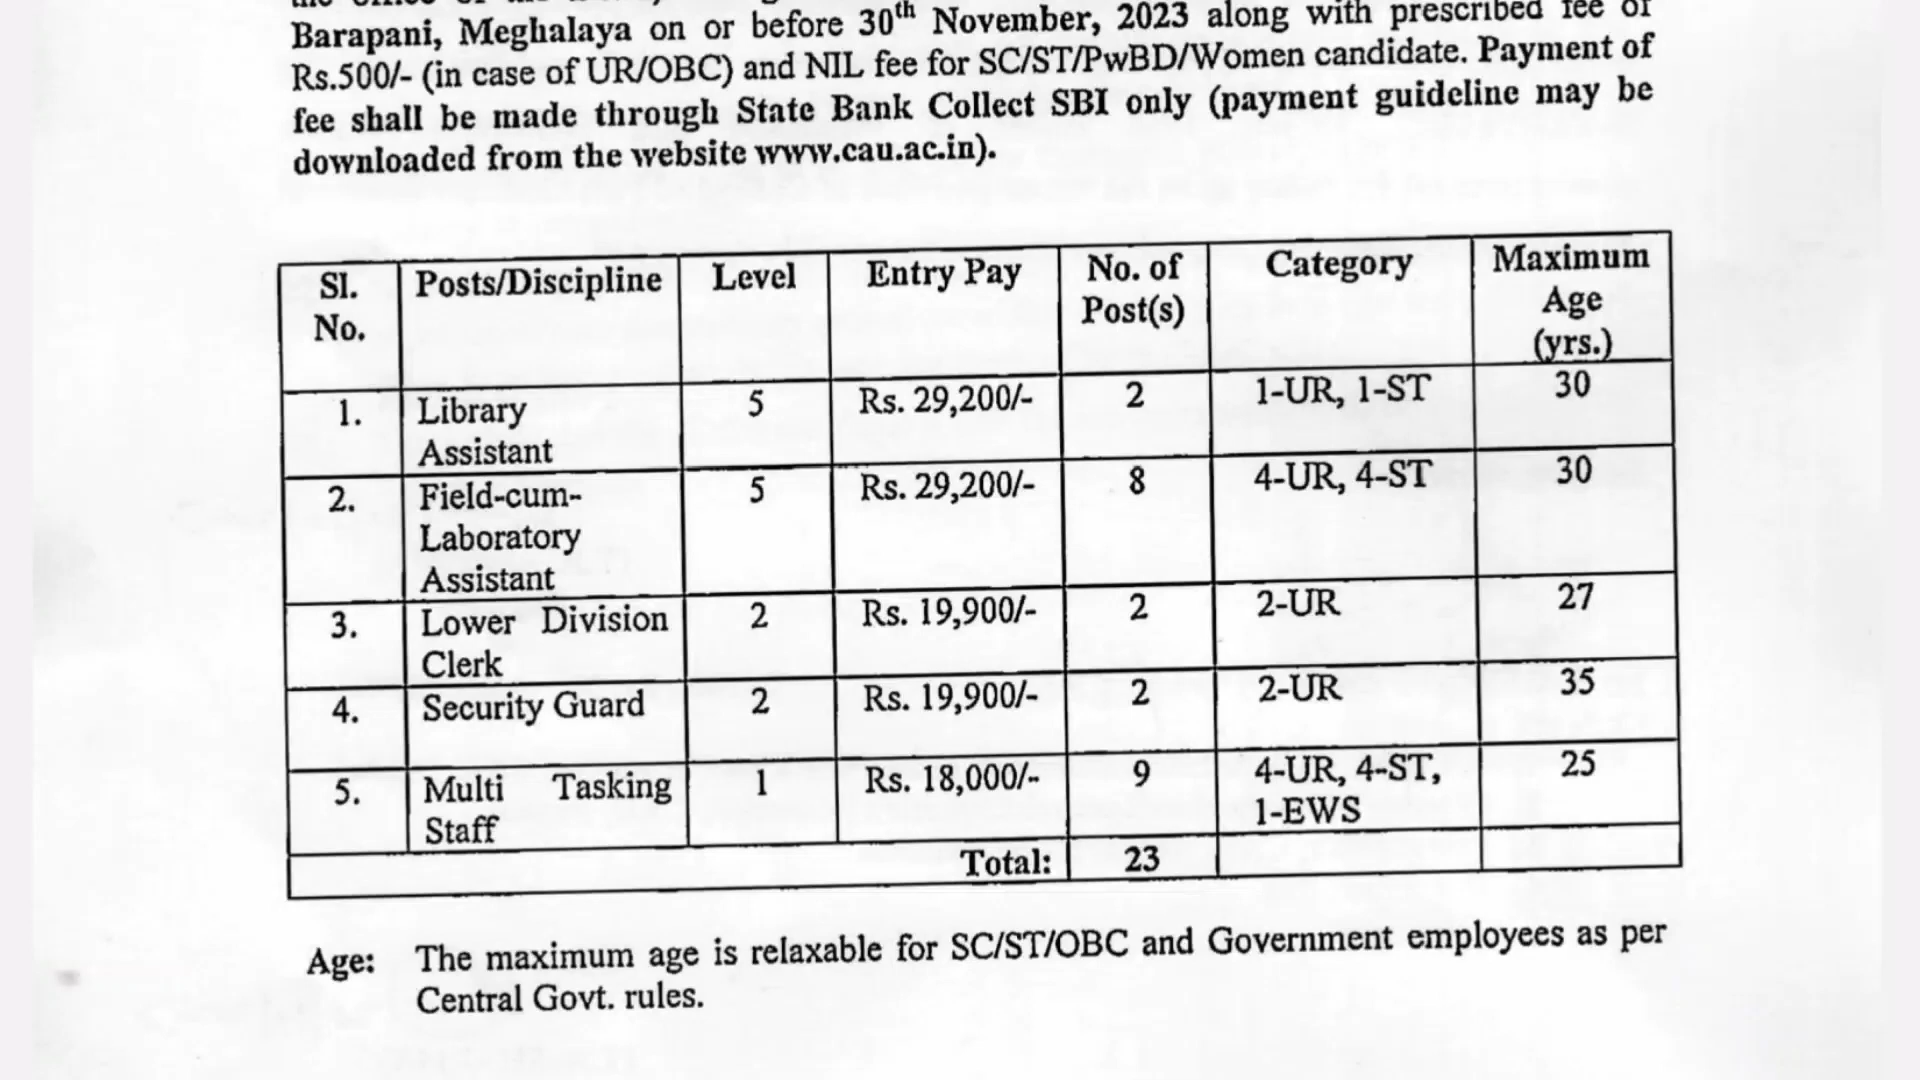 Barapani, Meghalaya on or before 30th November, 2023 along with prescribed fee of
Rs.500/- (in case of UR/OBC) and NIL fee for SC/ST/PwBD/Women candidate. Payment of
fee shall be made through State Bank Collect SBI only (payment guideline may be
downloaded from the website www.cau.ac.in).
Sl. No. Posts/Discipline Level Entry Pay No. of Post(s) Category Maximum Age (yrs.)
1. Library Assistant 5 Rs. 29,200/- 2 1-UR, 1-ST 30
2. Field-cum-Laboratory Assistant 5 Rs. 29,200/- 8 4-UR, 4-ST 30
3. Lower Division Clerk 2 Rs. 19,900/- 2 2-UR 27
4. Security Guard 2 Rs. 19,900/- 2 2-UR 35
5. Multi Tasking Staff 1 Rs. 18,000/- 9 4-UR, 4-ST, 1-EWS 25
Total: 23
Age: The maximum age is relaxable for SC/ST/OBC and Government employees as per
Central Govt. rules.